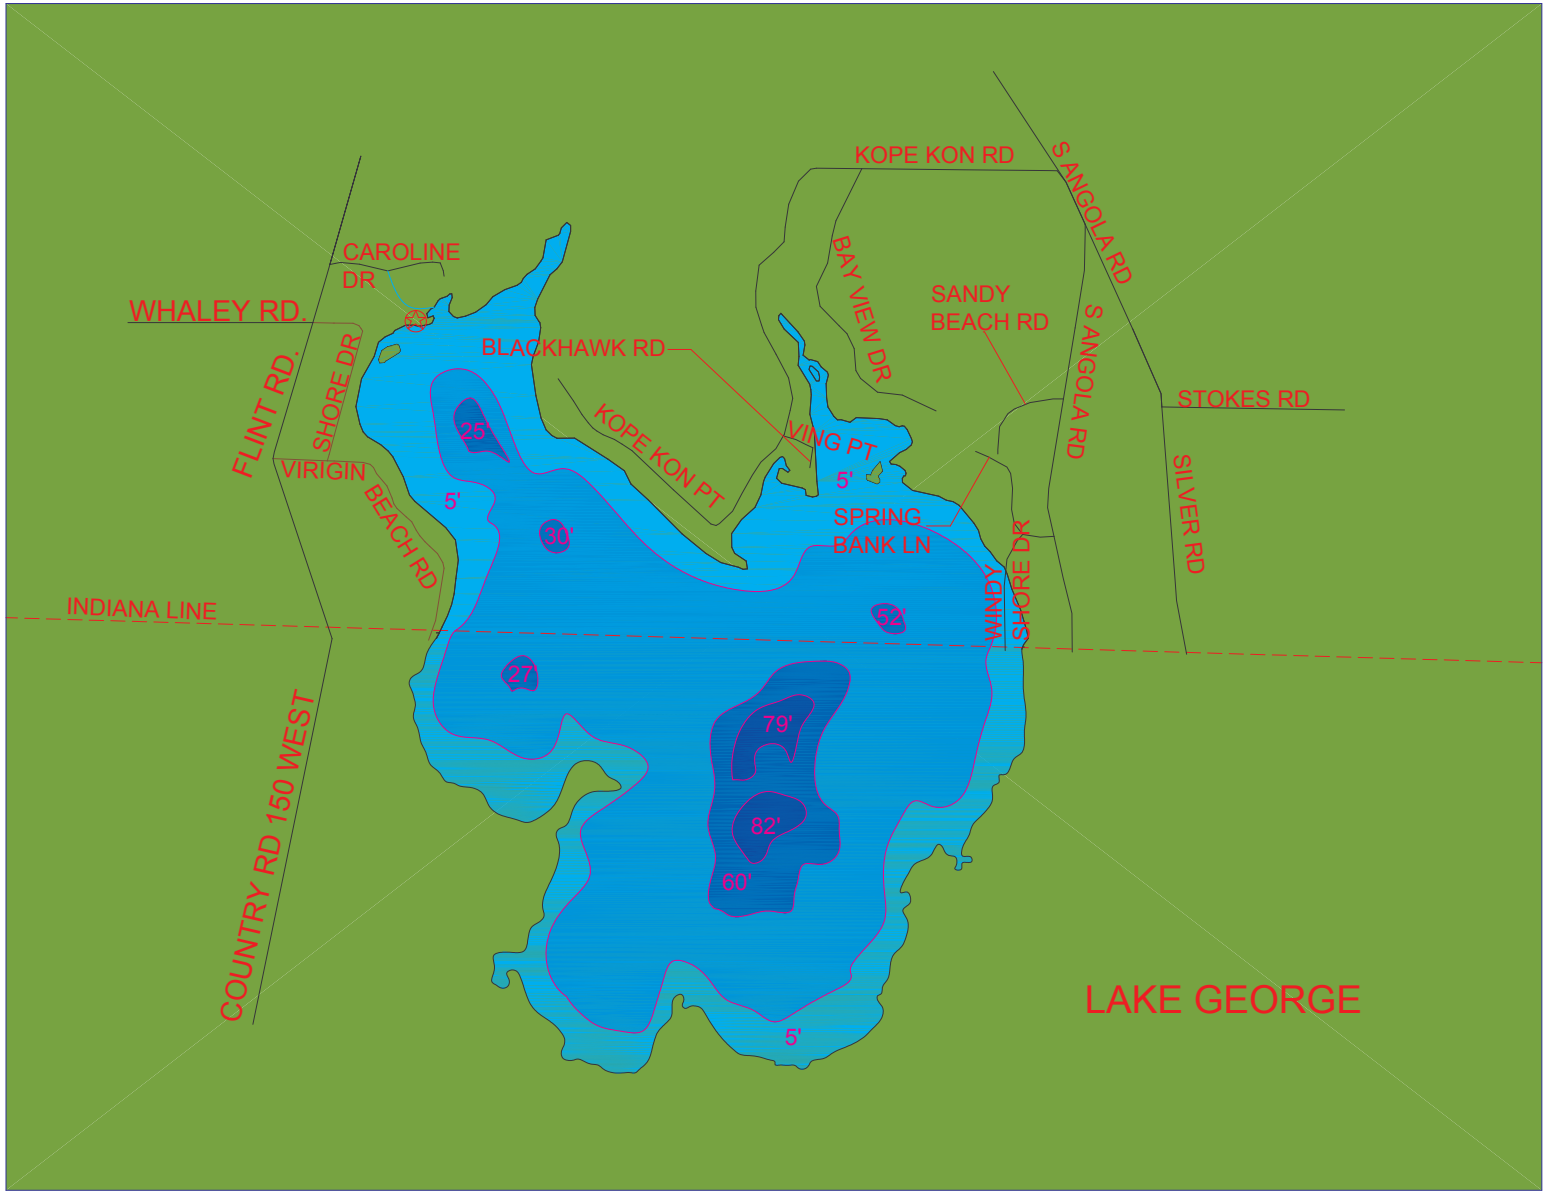 KOPE KON RD
S ANGOLA RD
CAROLINE
DR
WHALEY RD.
BAY VIEW DR
SANDY
BEACH RD
S ANGOLA RD
BLACKHAWK RD
SHORE DR
FLINT RD.
STOKES RD
KOPE KON PT
VING PT
25'
VIRIGIN
BEACH RD
5'
5'
SILVER RD
SPRING
BANK LN
30'
WINDY
SHORE DR
INDIANA LINE
52'
27'
COUNTRY RD 150 WEST
79'
82'
60'
LAKE GEORGE
5'